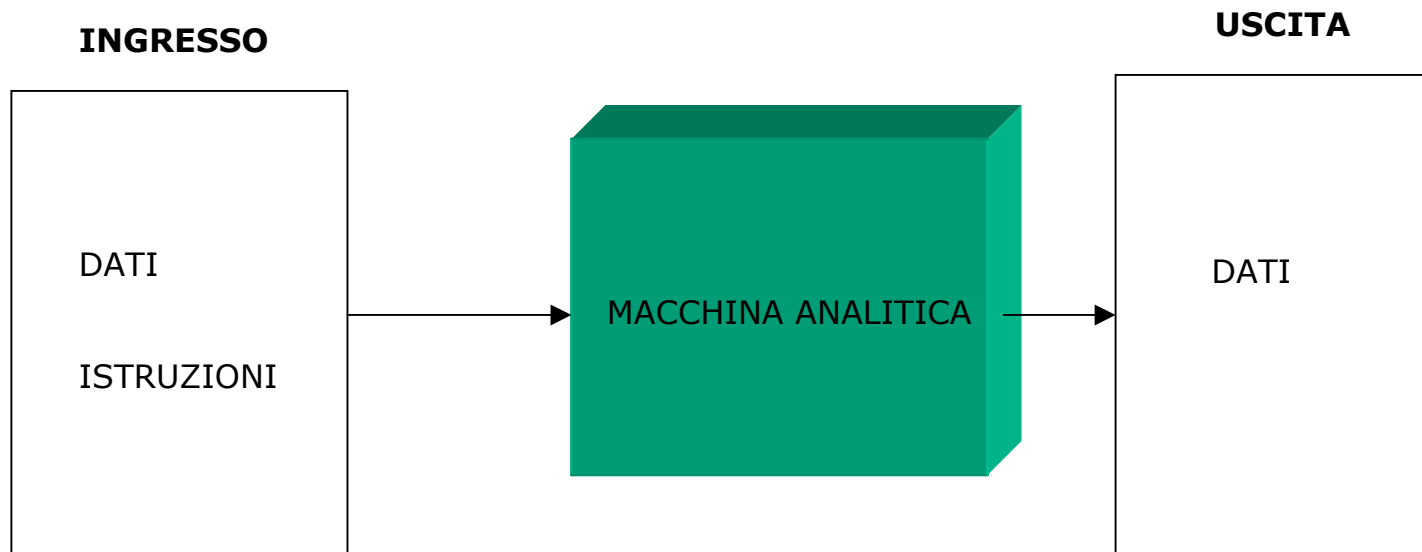 INGRESSO
USCITA
DATI
ISTRUZIONI
MACCHINA ANALITICA
DATI